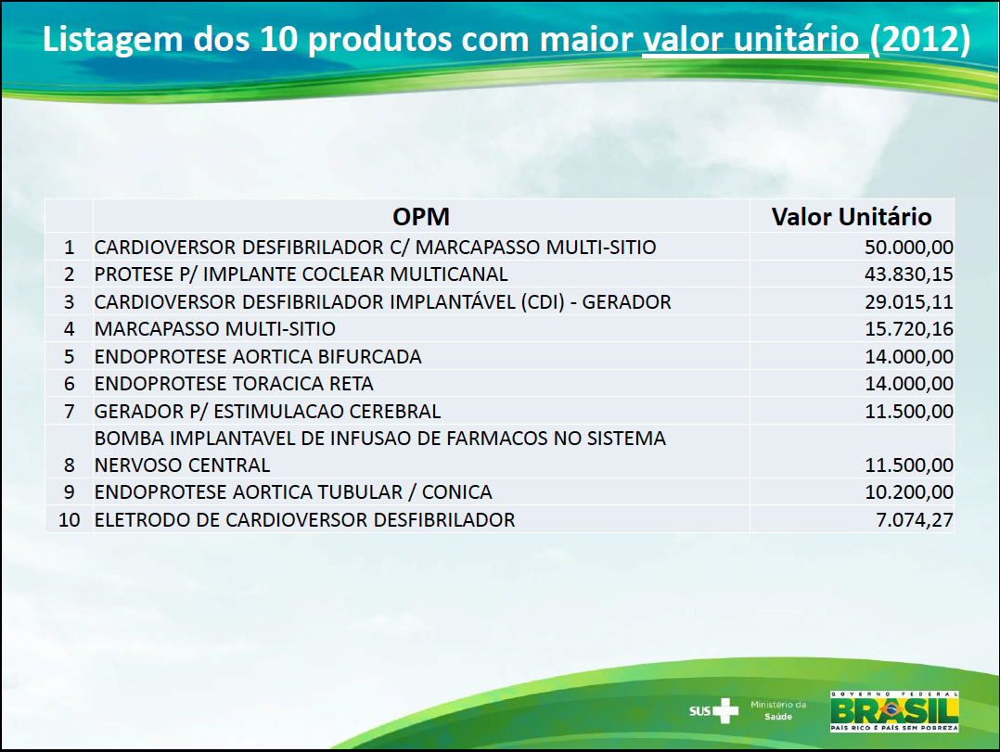 Listagem dos 10 produtos com maior valor unitário (2012)
OPM Valor Unitário
1 CARDIOVERSOR DESFIBRILADOR C/ MARCAPASSO MULTI-SITIO 50.000,00
2 PROTESE P/ IMPLANTE COCLEAR MULTICANAL 43.830,15
3 CARDIOVERSOR DESFIBRILADOR IMPLANTÁVEL (CDI) - GERADOR 29.015,11
4 MARCAPASSO MULTI-SITIO 15.720,16
5 ENDOPROTESE AORTICA BIFURCADA 14.000,00
6 ENDOPROTESE TORACICA RETA 14.000,00
7 GERADOR P/ ESTIMULACAO CEREBRAL 11.500,00
BOMBA IMPLANTAVEL DE INFUSAO DE FARMACOS NO SISTEMA
8 NERVOSO CENTRAL 11.500,00
9 ENDOPROTESE AORTICA TUBULAR / CONICA 10.200,00
10 ELETRODO DE CARDIOVERSOR DESFIBRILADOR 7.074,27
SUS
Ministério da
Saúde
GOVERNO FEDERAL
BRASIL
PAÍS RICO É PAÍS SEM POBREZA